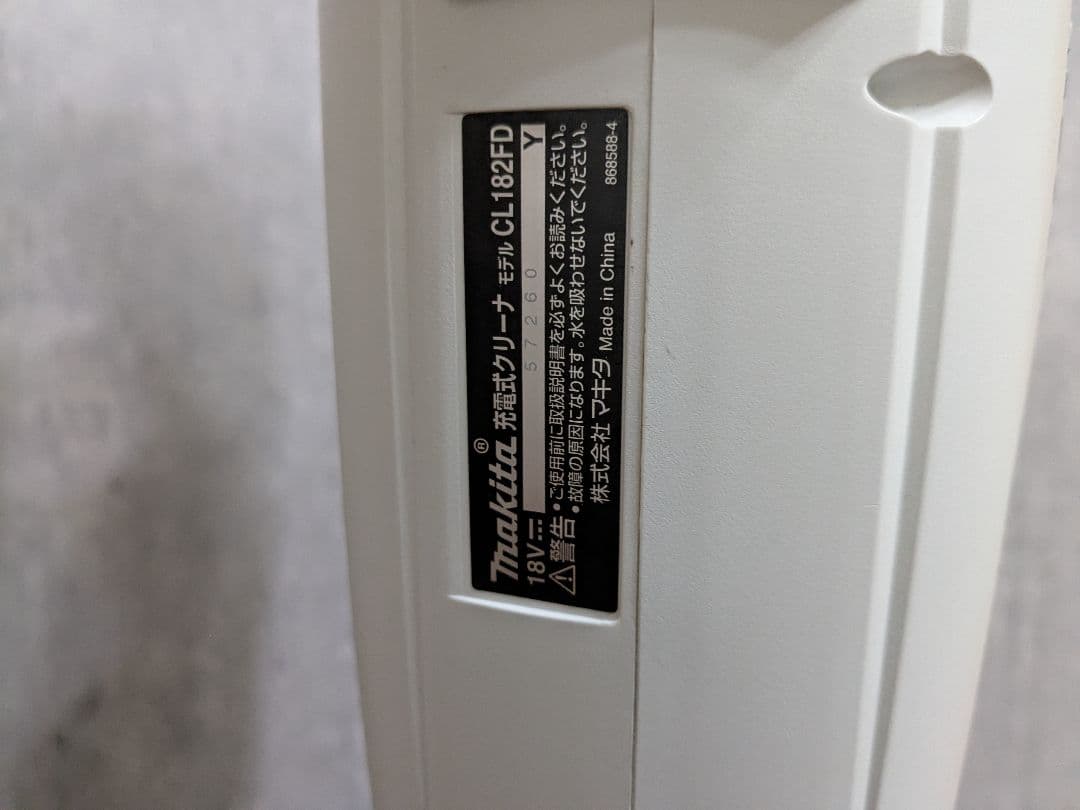 makita® 充電式クリーナ モデル CL182FD
18V⎓ 57260 Y
⚠警告 • ご使用前に取扱説明書を必ずよくお読みください。
• 故障の原因になります。水を吸わせないでください。
株式会社 マキタ Made in China 868588-4